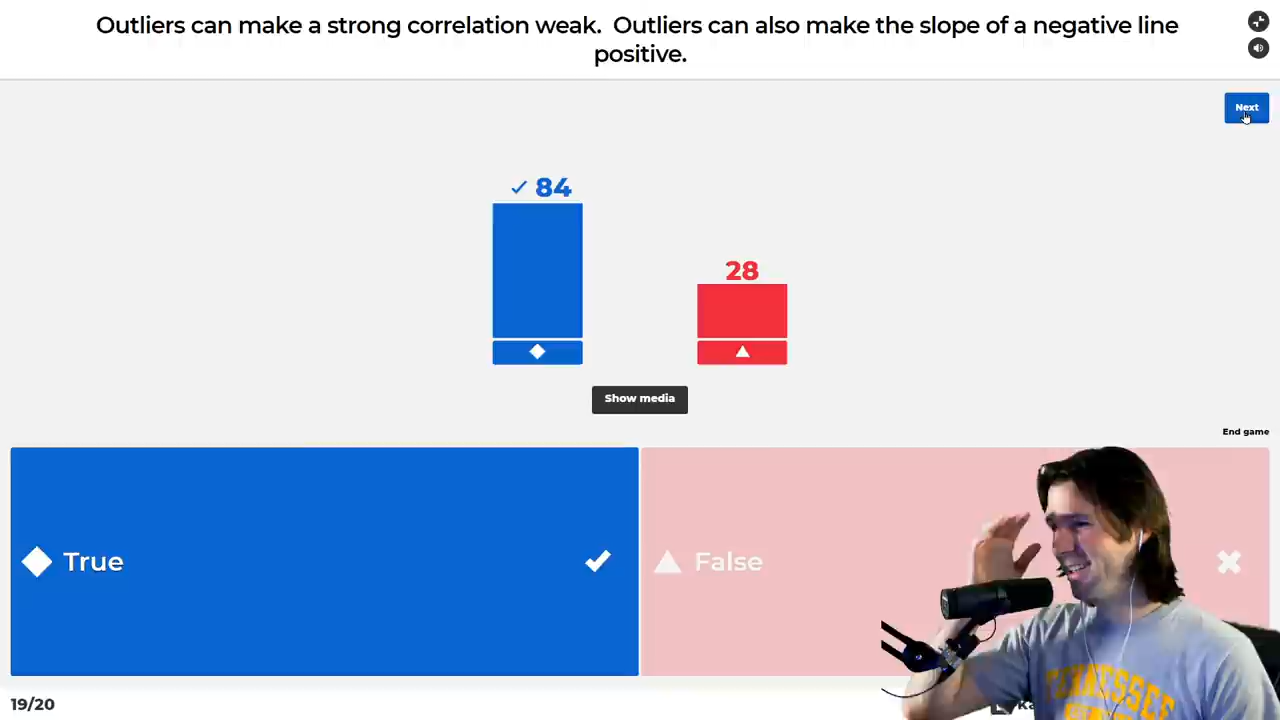 Outliers can make a strong correlation weak.  Outliers can also make the slope of a negative line
positive.
Next
84
28
Show media
End game
True
False
TENNESSEE
19/20